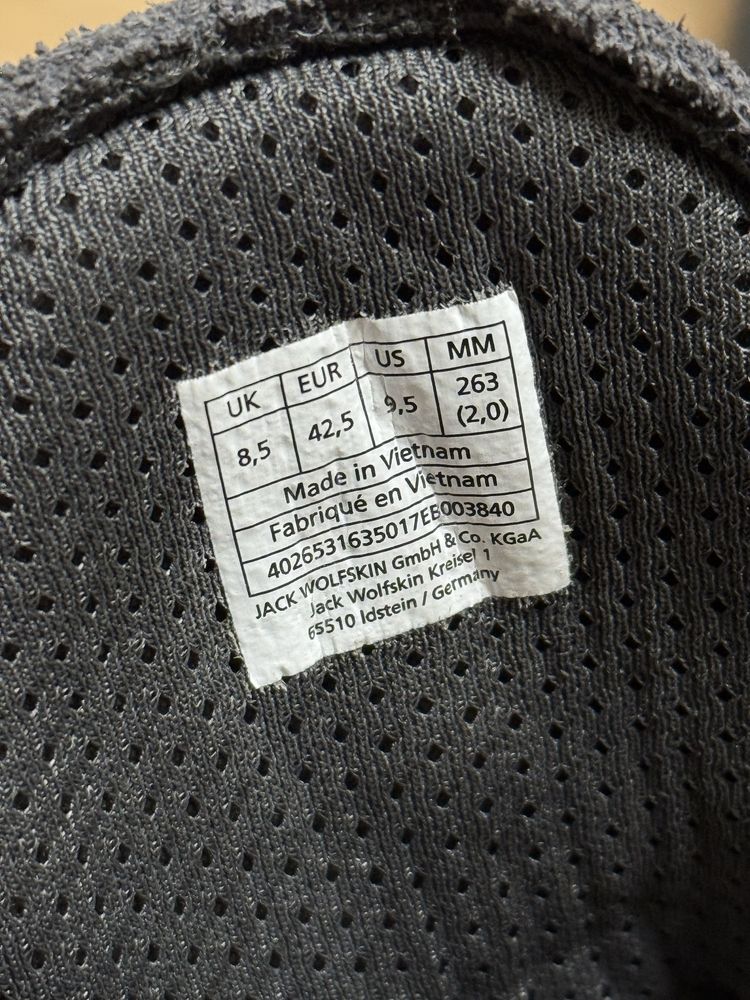 UK EUR US MM
8,5 42,5 9,5 263 (2,0)
Made in Vietnam
Fabriqué en Vietnam
4026531635017EE003840
JACK WOLFSKIN GmbH & Co. KGaA
Jack Wolfskin Kreisel 1
65510 Idstein / Germany